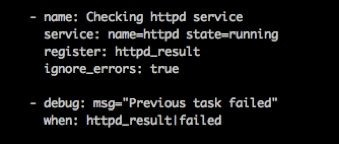 - name: Checking httpd service
  service: name=httpd state=running
  register: httpd_result
  ignore_errors: true

- debug: msg="Previous task failed"
  when: httpd_result|failed